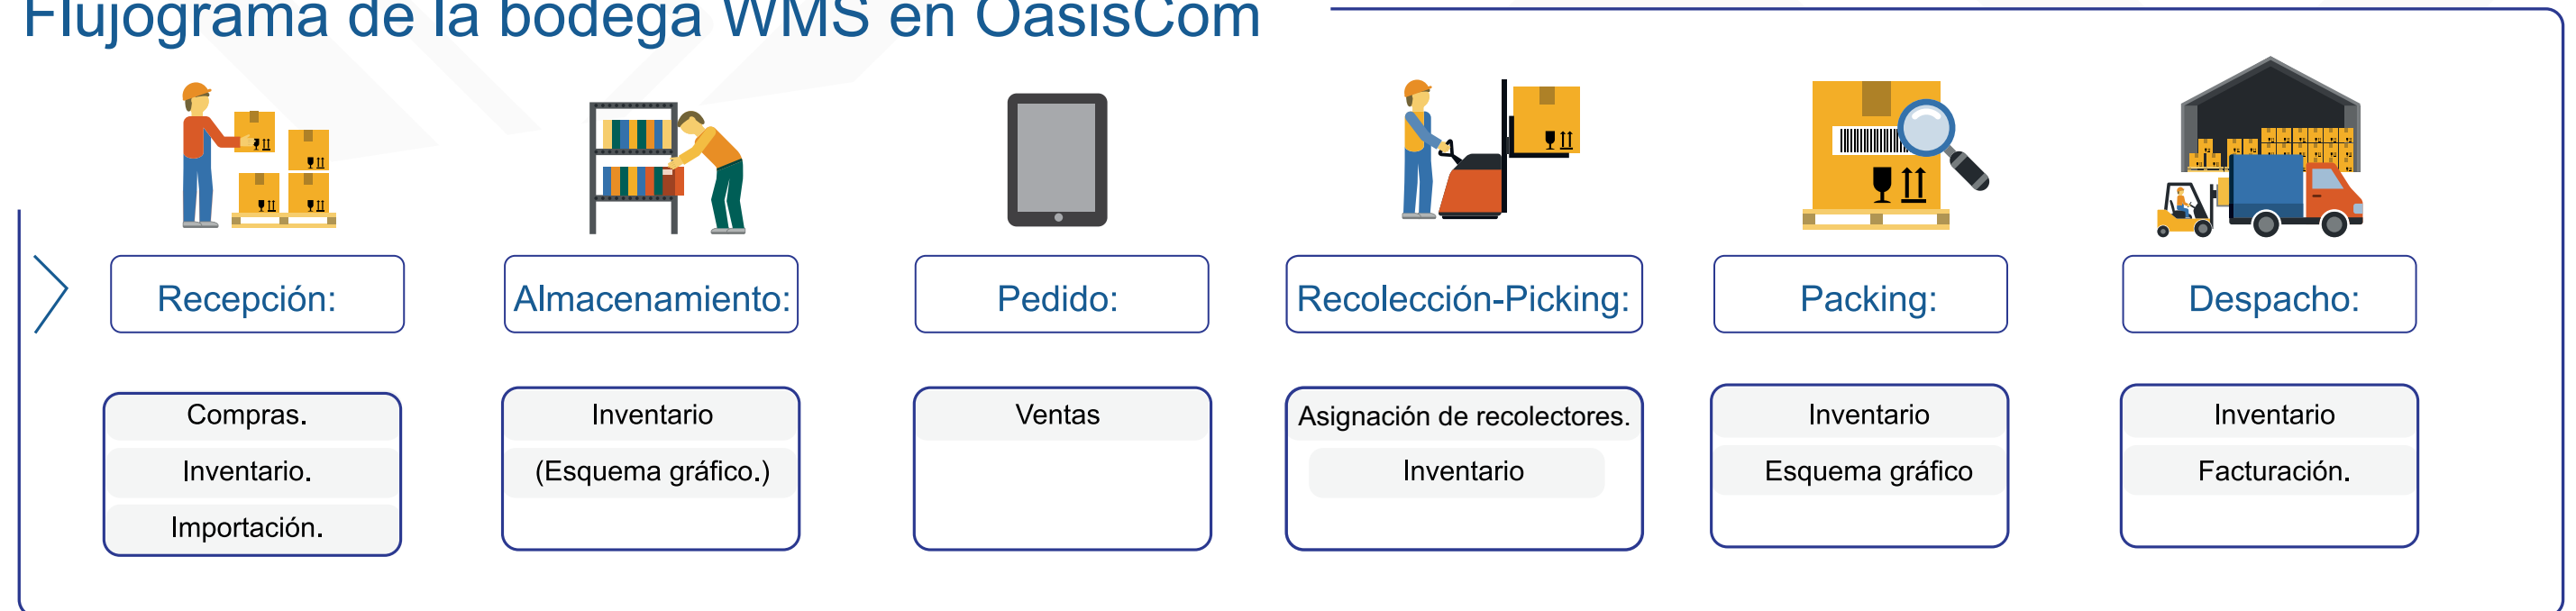 Flujograma de la bodega WMS en OasisCom
Recepción:
Almacenamiento:
Pedido:
Recolección-Picking:
Packing:
Despacho:
Compras.
Inventario.
Importación.
Inventario
(Esquema gráfico.)
Ventas
Asignación de recolectores.
Inventario
Inventario
Esquema gráfico
Inventario
Facturación.